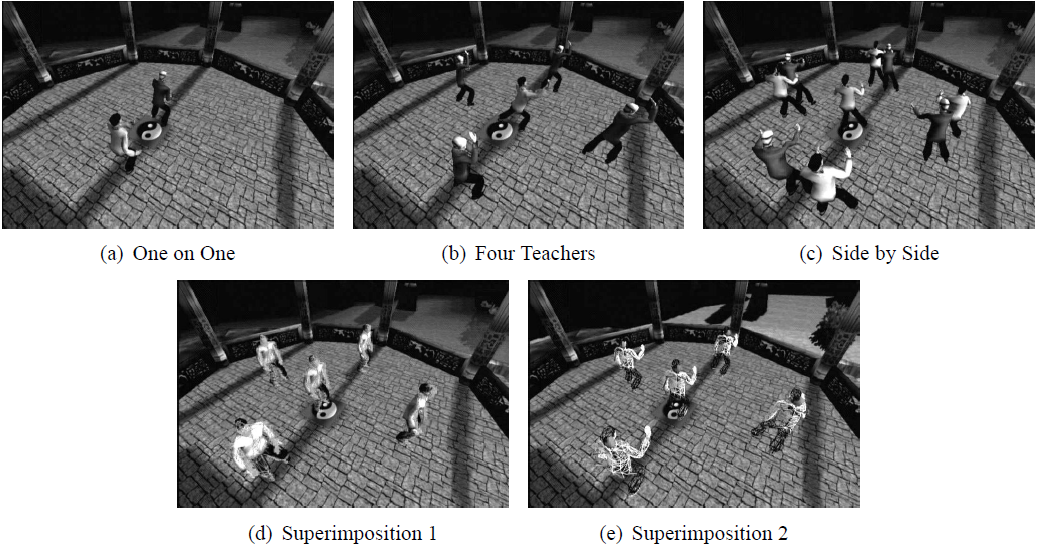 (a) One on One
(b) Four Teachers
(c) Side by Side
(d) Superimposition 1
(e) Superimposition 2